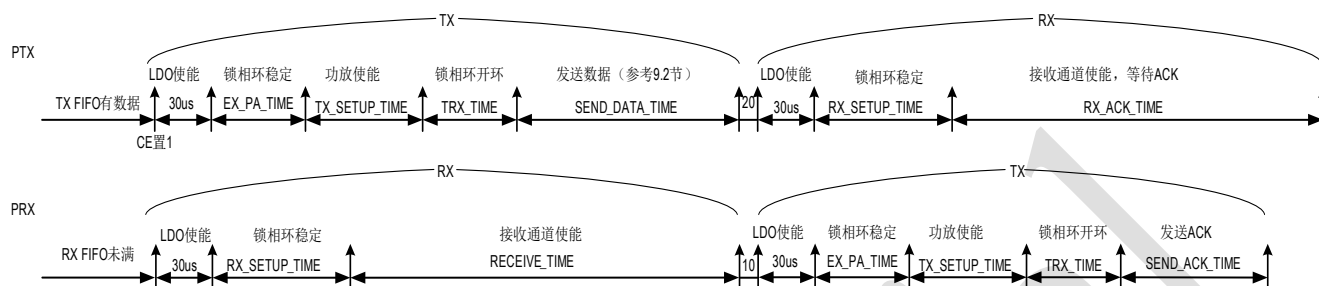 TX RX
PTX
LDO使能 锁相环稳定 功放使能 锁相环开环 发送数据（参考9.2节） LDO使能 锁相环稳定 接收通道使能，等待ACK
TX FIFO有数据 30us EX_PA_TIME TX_SETUP_TIME TRX_TIME SEND_DATA_TIME 20 30us RX_SETUP_TIME RX_ACK_TIME
CE置1
RX TX
PRX
LDO使能 锁相环稳定 接收通道使能 LDO使能 锁相环稳定 功放使能 锁相环开环 发送ACK
RX FIFO未满 30us RX_SETUP_TIME RECEIVE_TIME 10 30us EX_PA_TIME TX_SETUP_TIME TRX_TIME SEND_ACK_TIME